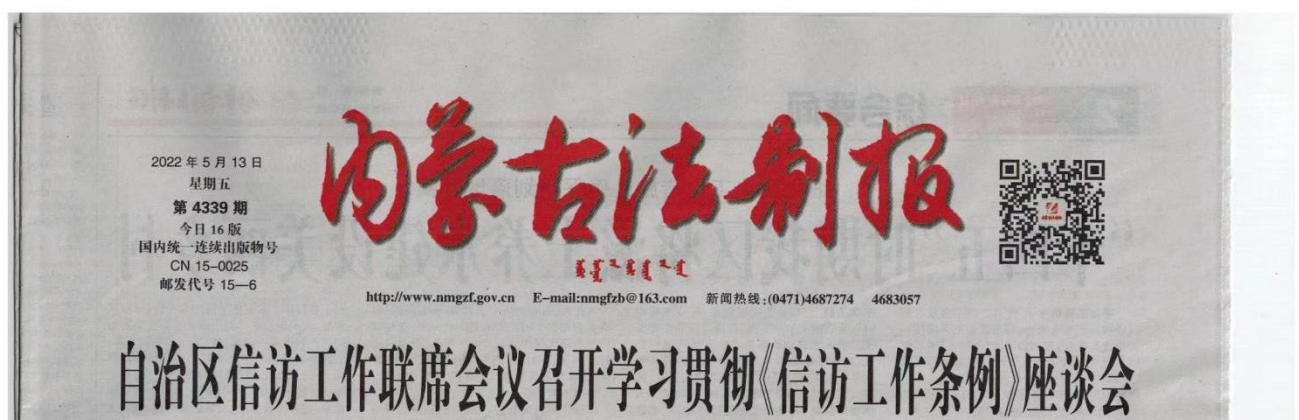 2022 年 5 月 13 日
星期五
第 4339 期
今日 16 版
国内统一连续出版物号
CN 15-0025
邮发代号 15—6
内蒙古法制报
http://www.nmgzf.gov.cn E-mail:nmgfzb@163.com 新闻热线:(0471)4687274 4683057
自治区信访工作联席会议召开学习贯彻《信访工作条例》座谈会